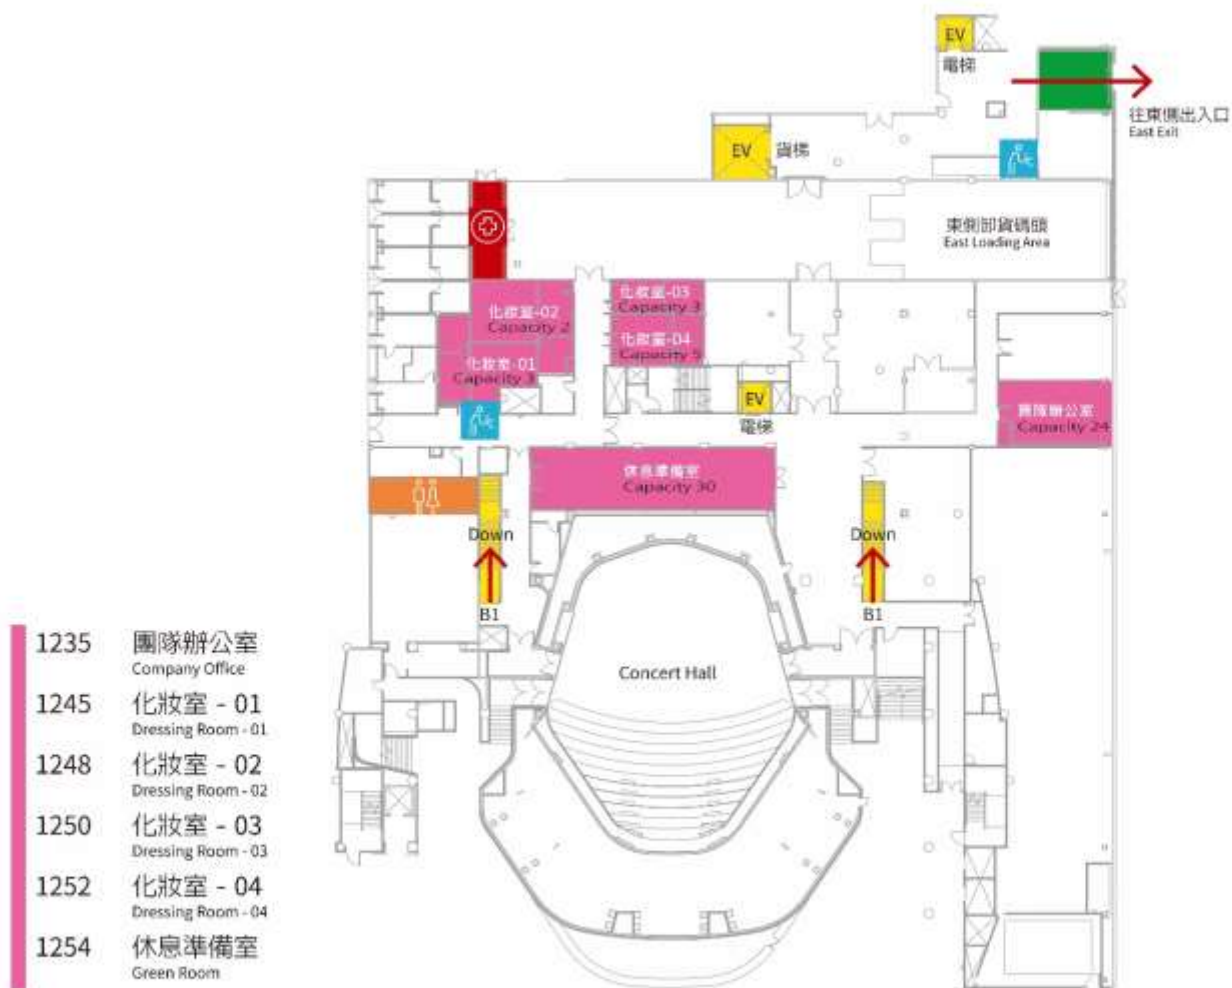 EV
電梯
往東側出入口
East Exit
EV
貨梯
東側卸貨碼頭
East Loading Area
化妝室-02
Capacity 2
化妝室-03
Capacity 3
化妝室-04
Capacity 5
化妝室-01
Capacity 3
EV
電梯
團隊辦公室
Capacity 24
休息準備室
Capacity 30
Down
B1
Down
B1
Concert Hall
1235 團隊辦公室
Company Office
1245 化妝室 - 01
Dressing Room - 01
1248 化妝室 - 02
Dressing Room - 02
1250 化妝室 - 03
Dressing Room - 03
1252 化妝室 - 04
Dressing Room - 04
1254 休息準備室
Green Room